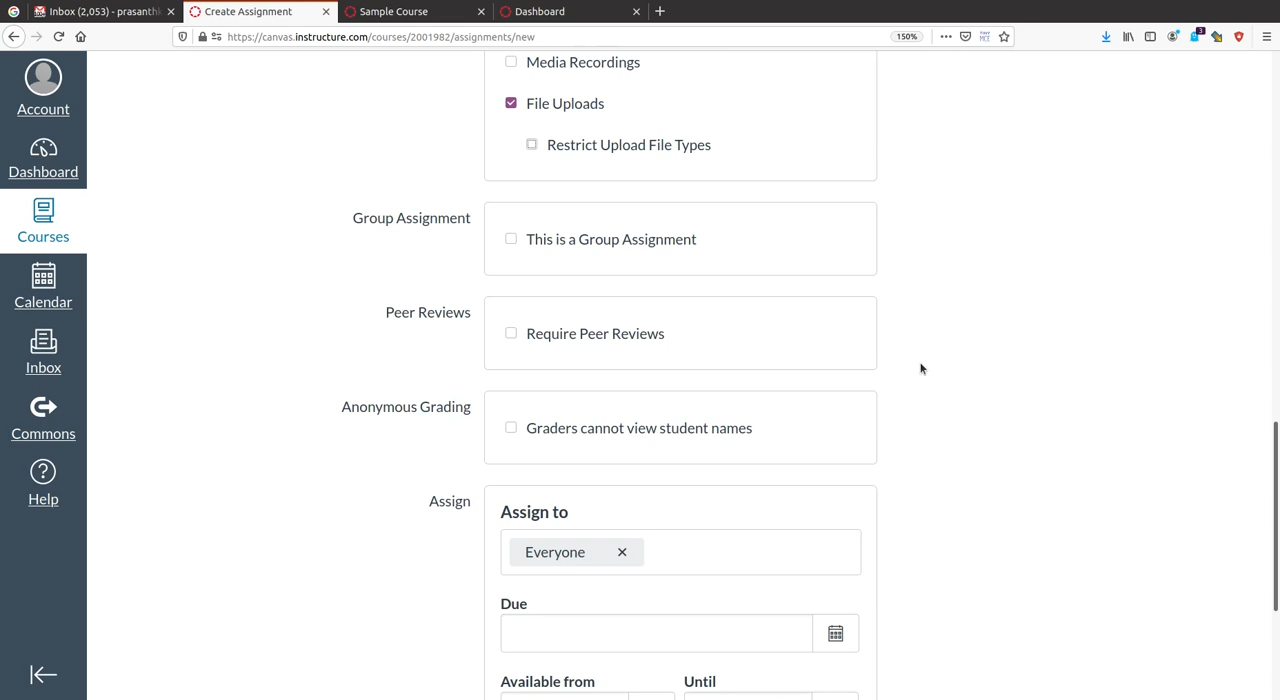 Inbox (2,053) - prasanthk
Create Assignment
Sample Course
Dashboard
https://canvas.instructure.com/courses/2001982/assignments/new
150%
3
Account
Dashboard
Courses
Calendar
Inbox
Commons
Help
Media Recordings
File Uploads
Restrict Upload File Types
Group Assignment
This is a Group Assignment
Peer Reviews
Require Peer Reviews
Anonymous Grading
Graders cannot view student names
Assign
Assign to
Everyone
Due
Available from
Until